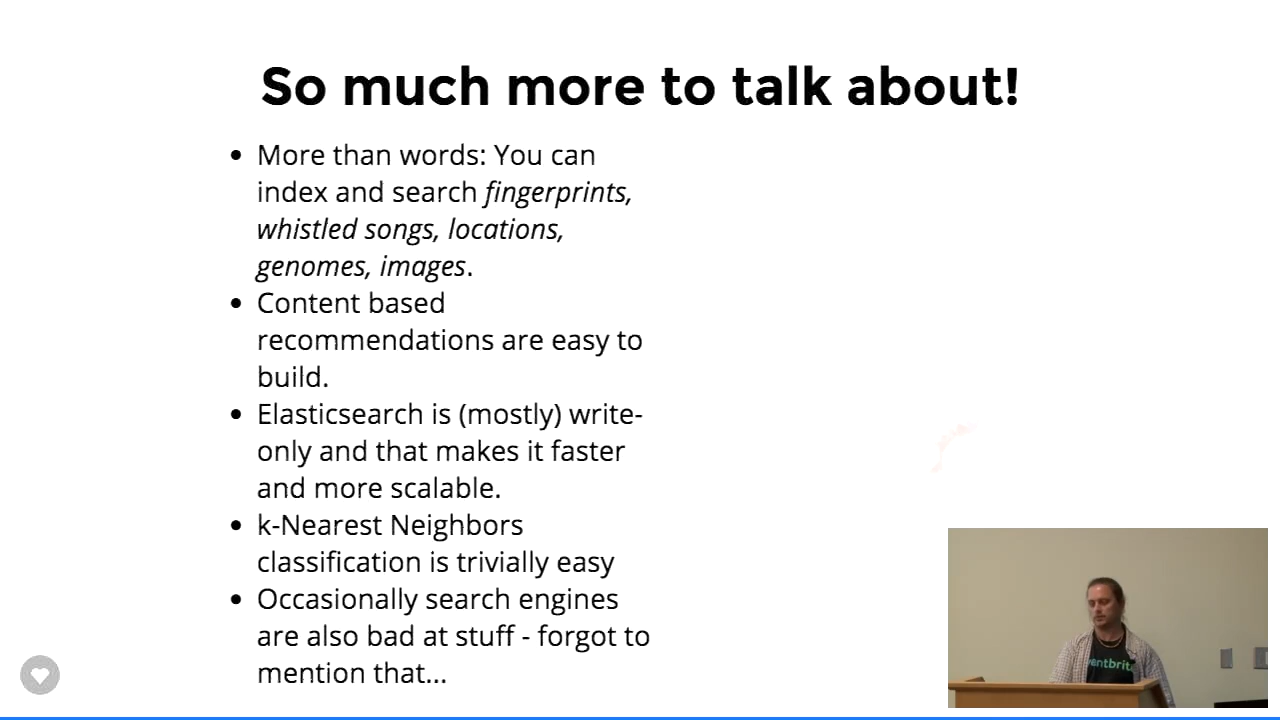 So much more to talk about!
• More than words: You can
index and search fingerprints,
whistled songs, locations,
genomes, images.
• Content based
recommendations are easy to
build.
• Elasticsearch is (mostly) write-
only and that makes it faster
and more scalable.
• k-Nearest Neighbors
classification is trivially easy
• Occasionally search engines
are also bad at stuff - forgot to
mention that...